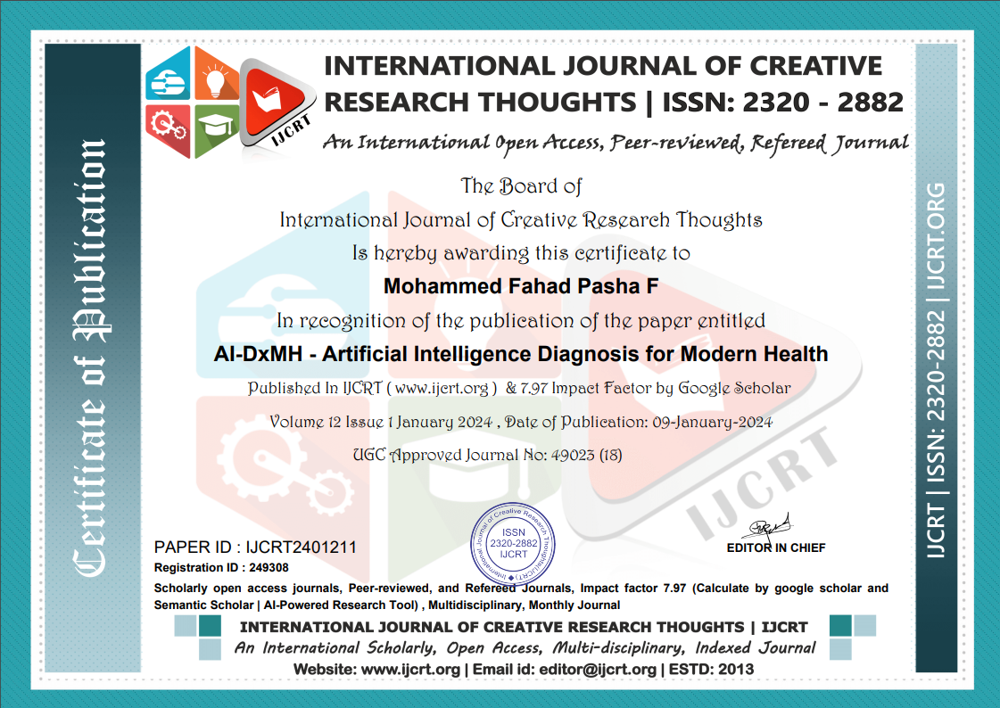 INTERNATIONAL JOURNAL OF CREATIVE
RESEARCH THOUGHTS | ISSN: 2320 - 2882
An International Open Access, Peer-reviewed, Refereed Journal
IJCRT
Certificate of Publication
The Board of
International Journal of Creative Research Thoughts
Is hereby awarding this certificate to
Mohammed Fahad Pasha F
In recognition of the publication of the paper entitled
AI-DxMH - Artificial Intelligence Diagnosis for Modern Health
Published In IJCRT ( www.ijcrt.org ) & 7.97 Impact Factor by Google Scholar
Volume 12 Issue 1 January 2024 , Date of Publication: 09-January-2024
UGC Approved Journal No: 49023 (18)
IJCRT
IJCRT | ISSN: 2320-2882 | IJCRT.ORG
PAPER ID : IJCRT2401211
Registration ID : 249308
International Journal of Creative Research Thoughts(IJCRT)
ISSN
2320-2882
IJCRT
EDITOR IN CHIEF
Scholarly open access journals, Peer-reviewed, and Refereed Journals, Impact factor 7.97 (Calculate by google scholar and
Semantic Scholar | AI-Powered Research Tool) , Multidisciplinary, Monthly Journal
INTERNATIONAL JOURNAL OF CREATIVE RESEARCH THOUGHTS | IJCRT
An International Scholarly, Open Access, Multi-disciplinary, Indexed Journal
Website: www.ijcrt.org | Email id: editor@ijcrt.org | ESTD: 2013